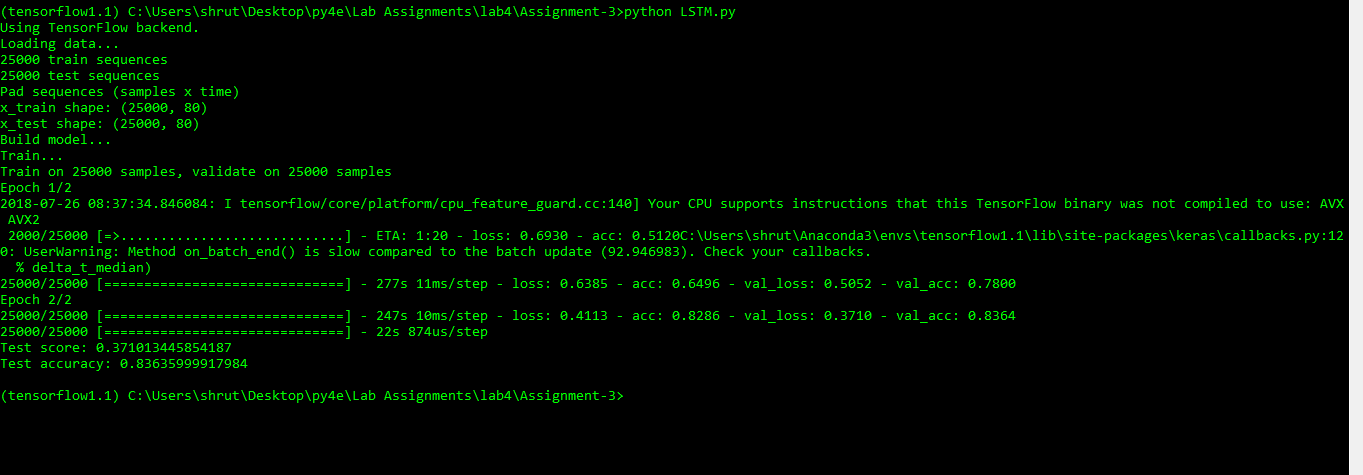 (tensorflow1.1) C:\Users\shrut\Desktop\py4e\Lab Assignments\lab4\Assignment-3>python LSTM.py
Using TensorFlow backend.
Loading data...
25000 train sequences
25000 test sequences
Pad sequences (samples x time)
x_train shape: (25000, 80)
x_test shape: (25000, 80)
Build model...
Train...
Train on 25000 samples, validate on 25000 samples
Epoch 1/2
2018-07-26 08:37:34.846084: I tensorflow/core/platform/cpu_feature_guard.cc:140] Your CPU supports instructions that this TensorFlow binary was not compiled to use: AVX
 AVX2
 2000/25000 [=>............................] - ETA: 1:20 - loss: 0.6930 - acc: 0.5120C:\Users\shrut\Anaconda3\envs\tensorflow1.1\lib\site-packages\keras\callbacks.py:12
0: UserWarning: Method on_batch_end() is slow compared to the batch update (92.946983). Check your callbacks.
  % delta_t_median)
25000/25000 [==============================] - 277s 11ms/step - loss: 0.6385 - acc: 0.6496 - val_loss: 0.5052 - val_acc: 0.7800
Epoch 2/2
25000/25000 [==============================] - 247s 10ms/step - loss: 0.4113 - acc: 0.8286 - val_loss: 0.3710 - val_acc: 0.8364
25000/25000 [==============================] - 22s 874us/step
Test score: 0.371013445854187
Test accuracy: 0.83635999917984
(tensorflow1.1) C:\Users\shrut\Desktop\py4e\Lab Assignments\lab4\Assignment-3>